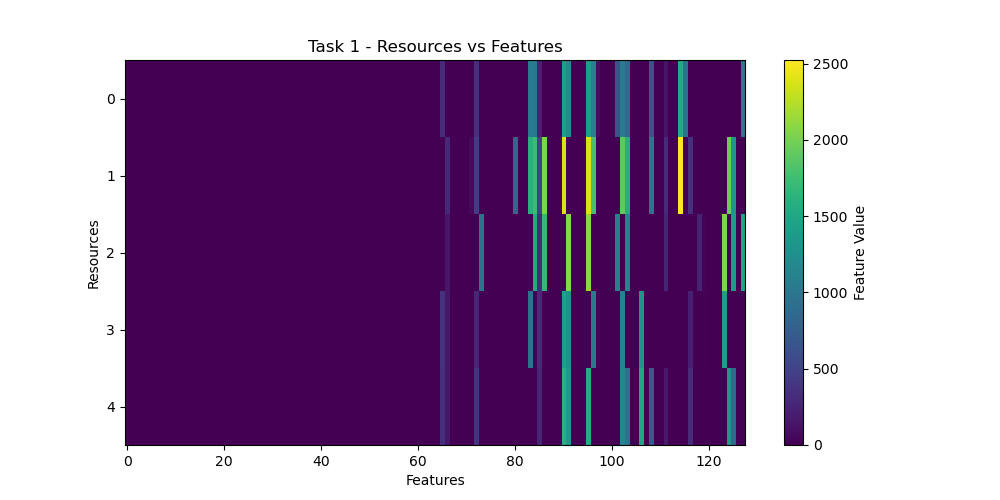 Task 1 - Resources vs Features
Resources
0
1
2
3
4
0 20 40 60 80 100 120
Features
2500
2000
1500
1000
500
0
Feature Value